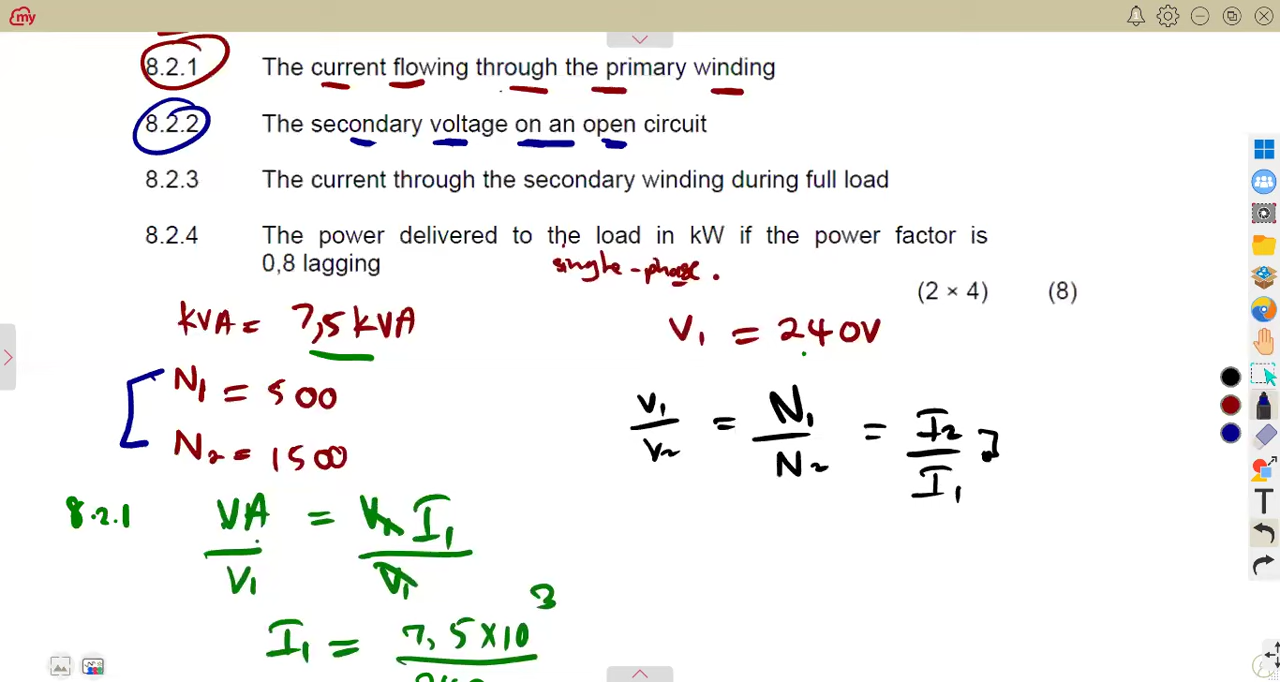 my
8.2.1 The current flowing through the primary winding
8.2.2 The secondary voltage on an open circuit
8.2.3 The current through the secondary winding during full load
8.2.4 The power delivered to the load in kW if the power factor is
0,8 lagging
single-phase.
(2 × 4) (8)
kVA = 7,5 kVA
V1 = 240V
N1 = 500
N2 = 1500
V1/V2 = N1/N2 = I2/I1
8.2.1 VA/V1 = V1 I1/V1
I1 = 7,5×10³/240
T